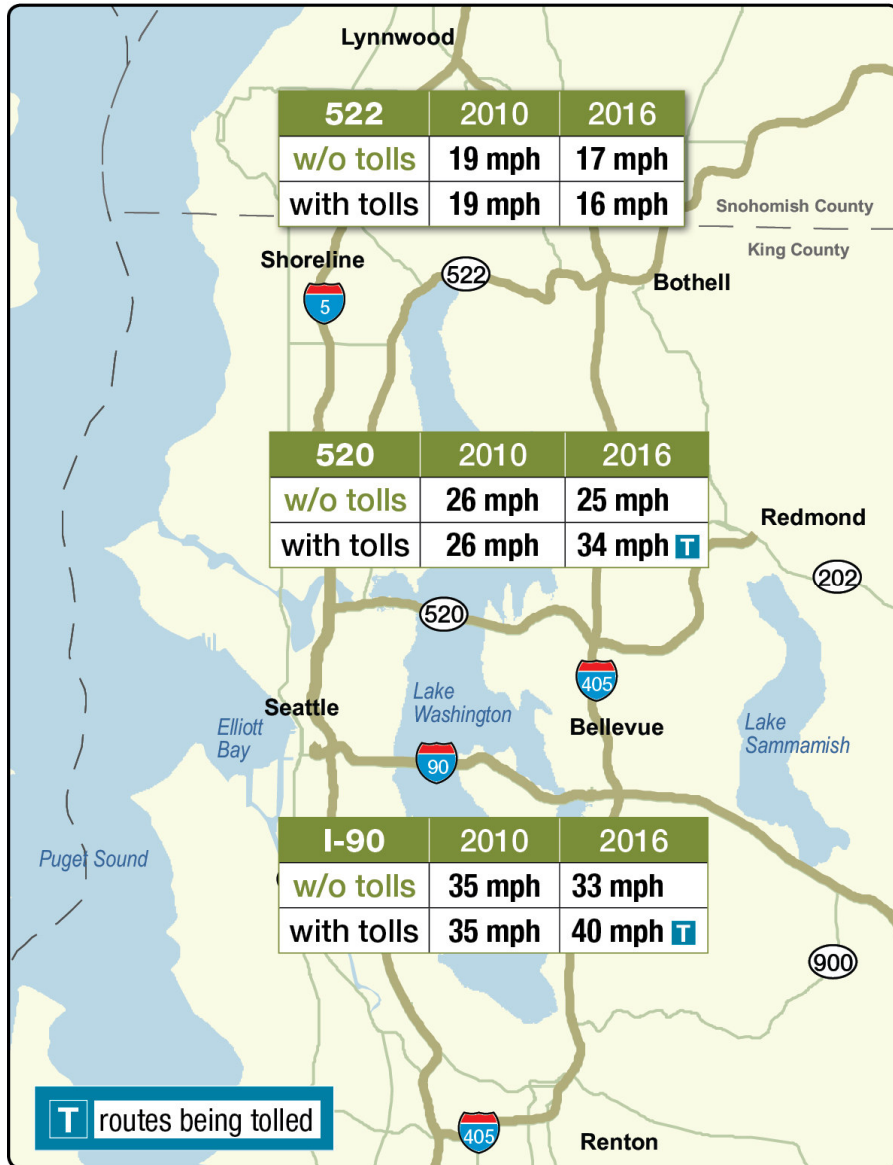 Lynnwood
522 2010 2016
w/o tolls 19 mph 17 mph
with tolls 19 mph 16 mph
Snohomish County
King County
Shoreline
522
Bothell
5
520 2010 2016
w/o tolls 26 mph 25 mph
with tolls 26 mph 34 mph T
Redmond
202
520
405
Seattle
Lake
Washington
Elliott
Bay
Bellevue
Lake
Sammamish
90
I-90 2010 2016
w/o tolls 35 mph 33 mph
with tolls 35 mph 40 mph T
Puget Sound
900
T routes being tolled
405
Renton